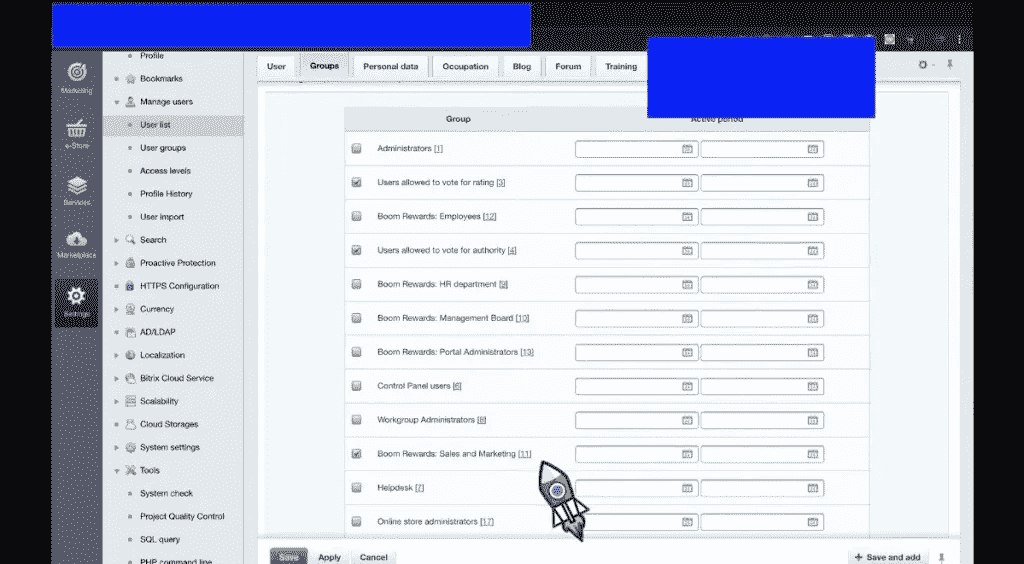 Marketing
e-Store
Services
Marketplace
Settings
Profile
Bookmarks
Manage users
User list
User groups
Access levels
Profile History
User import
Search
Proactive Protection
HTTPS Configuration
Currency
AD/LDAP
Localization
Bitrix Cloud Service
Scalability
Cloud Storages
System settings
Tools
System check
Project Quality Control
SQL query
PHP command line
User Groups Personal data Occupation Blog Forum Training
Group Active period
Administrators [1]
Users allowed to vote for rating [3]
Boom Rewards: Employees [12]
Users allowed to vote for authority [4]
Boom Rewards: HR department [9]
Boom Rewards: Management Board [10]
Boom Rewards: Portal Administrators [13]
Control Panel users [6]
Workgroup Administrators [8]
Boom Rewards: Sales and Marketing [11]
Helpdesk [7]
Online store administrators [17]
Save Apply Cancel + Save and add